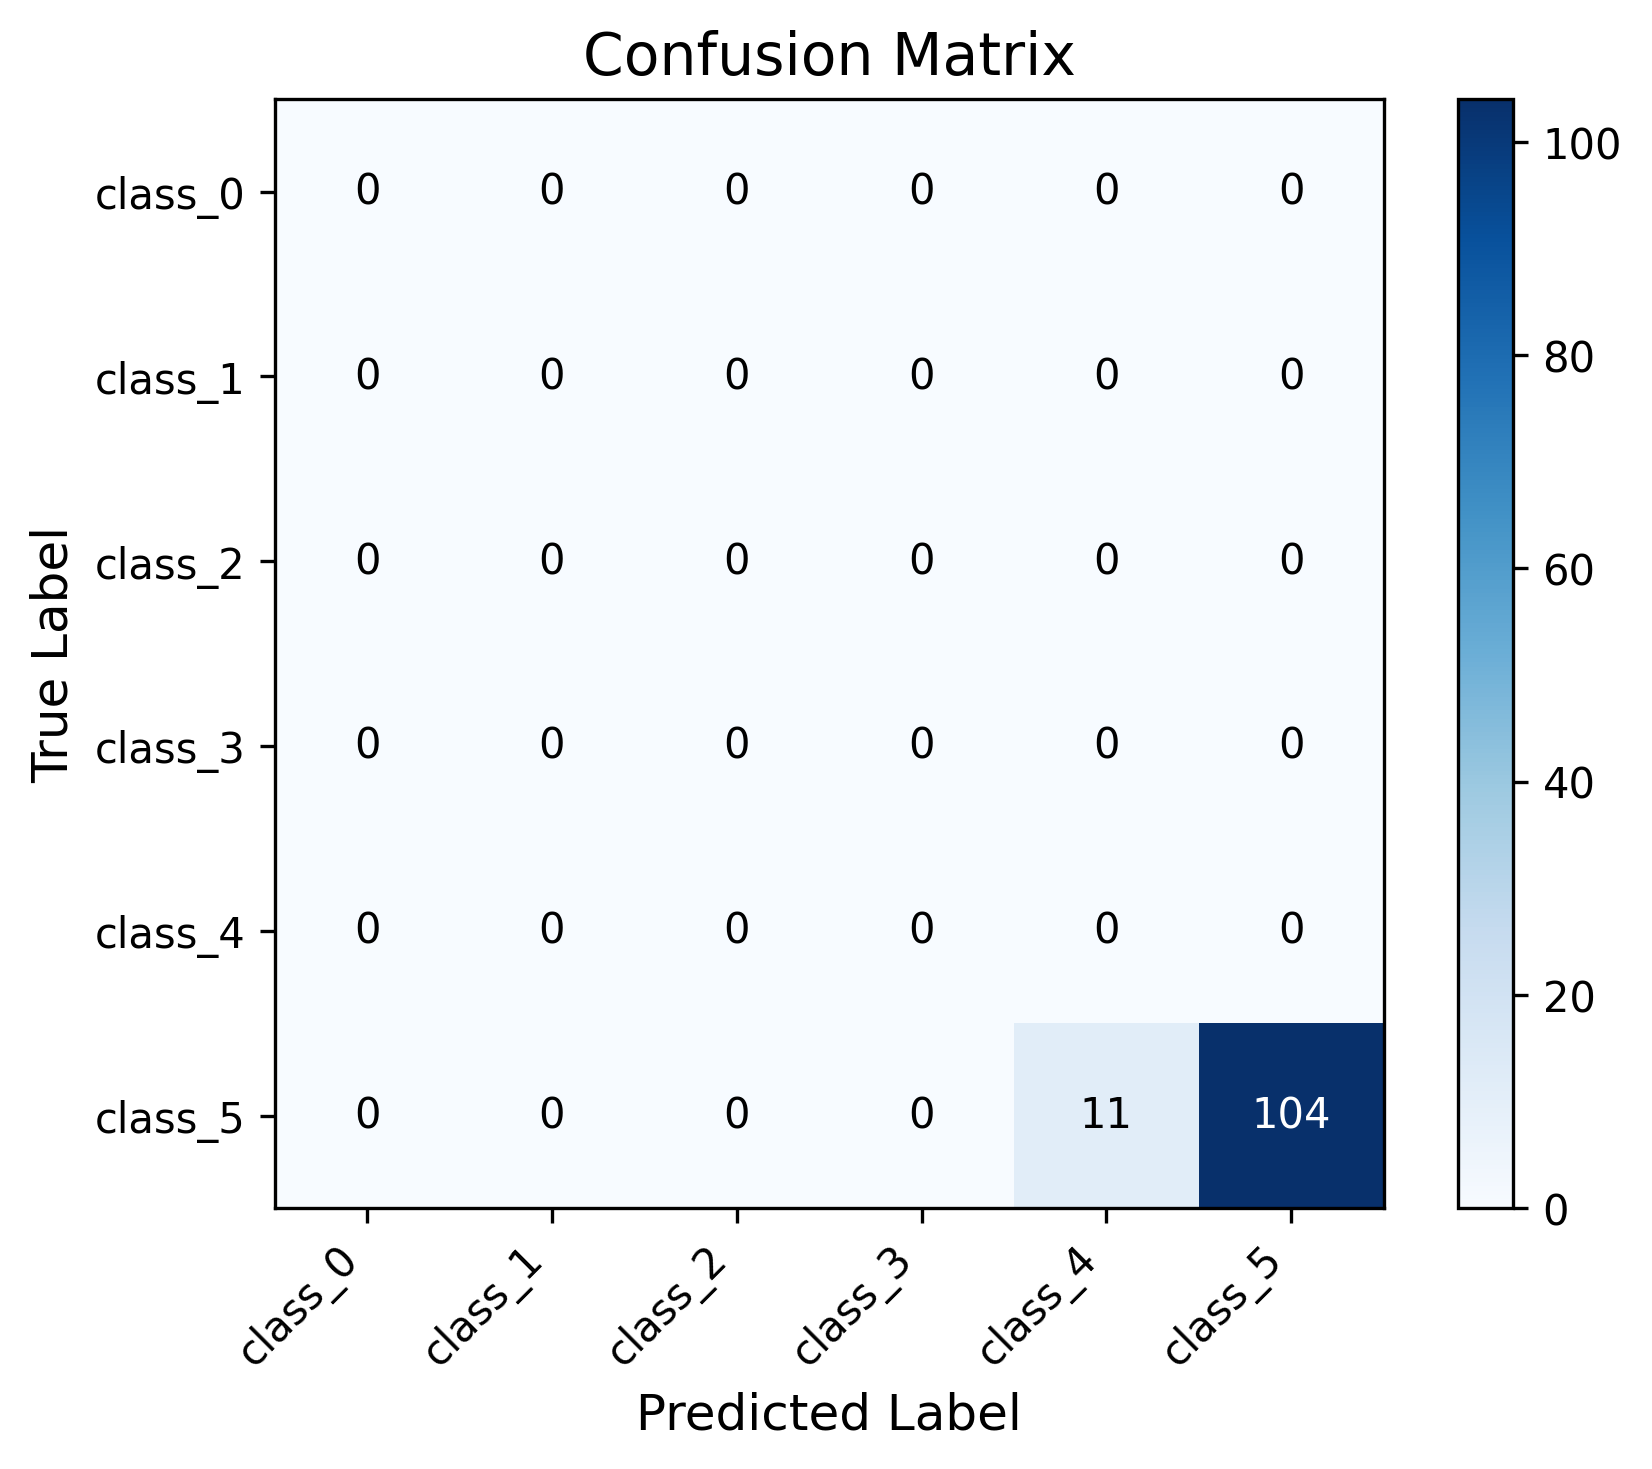 Confusion Matrix
class_0 0 0 0 0 0 0
class_1 0 0 0 0 0 0
class_2 0 0 0 0 0 0
class_3 0 0 0 0 0 0
class_4 0 0 0 0 0 0
class_5 0 0 0 0 11 104
class_0 class_1 class_2 class_3 class_4 class_5
Predicted Label
True Label
100
80
60
40
20
0